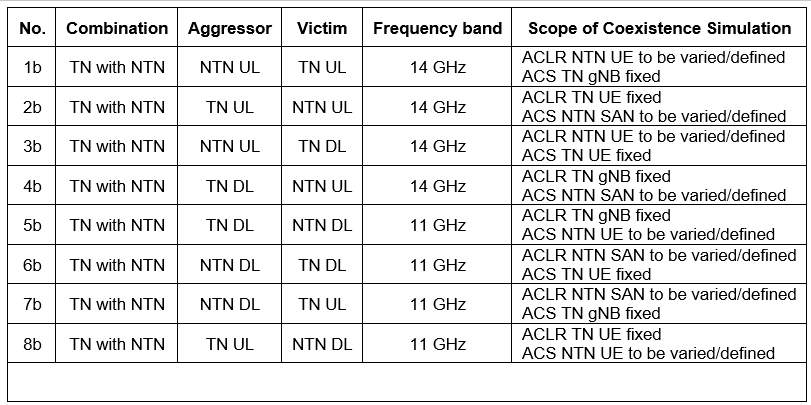 No. Combination Aggressor Victim Frequency band Scope of Coexistence Simulation
1b TN with NTN NTN UL TN UL 14 GHz ACLR NTN UE to be varied/defined
ACS TN gNB fixed
2b TN with NTN TN UL NTN UL 14 GHz ACLR TN UE fixed
ACS NTN SAN to be varied/defined
3b TN with NTN NTN UL TN DL 14 GHz ACLR NTN UE to be varied/defined
ACS TN UE fixed
4b TN with NTN TN DL NTN UL 14 GHz ACLR TN gNB fixed
ACS NTN SAN to be varied/defined
5b TN with NTN TN DL NTN DL 11 GHz ACLR TN gNB fixed
ACS NTN UE to be varied/defined
6b TN with NTN NTN DL TN DL 11 GHz ACLR NTN SAN to be varied/defined
ACS TN UE fixed
7b TN with NTN NTN DL TN UL 11 GHz ACLR NTN SAN to be varied/defined
ACS TN gNB fixed
8b TN with NTN TN UL NTN DL 11 GHz ACLR TN UE fixed
ACS NTN UE to be varied/defined